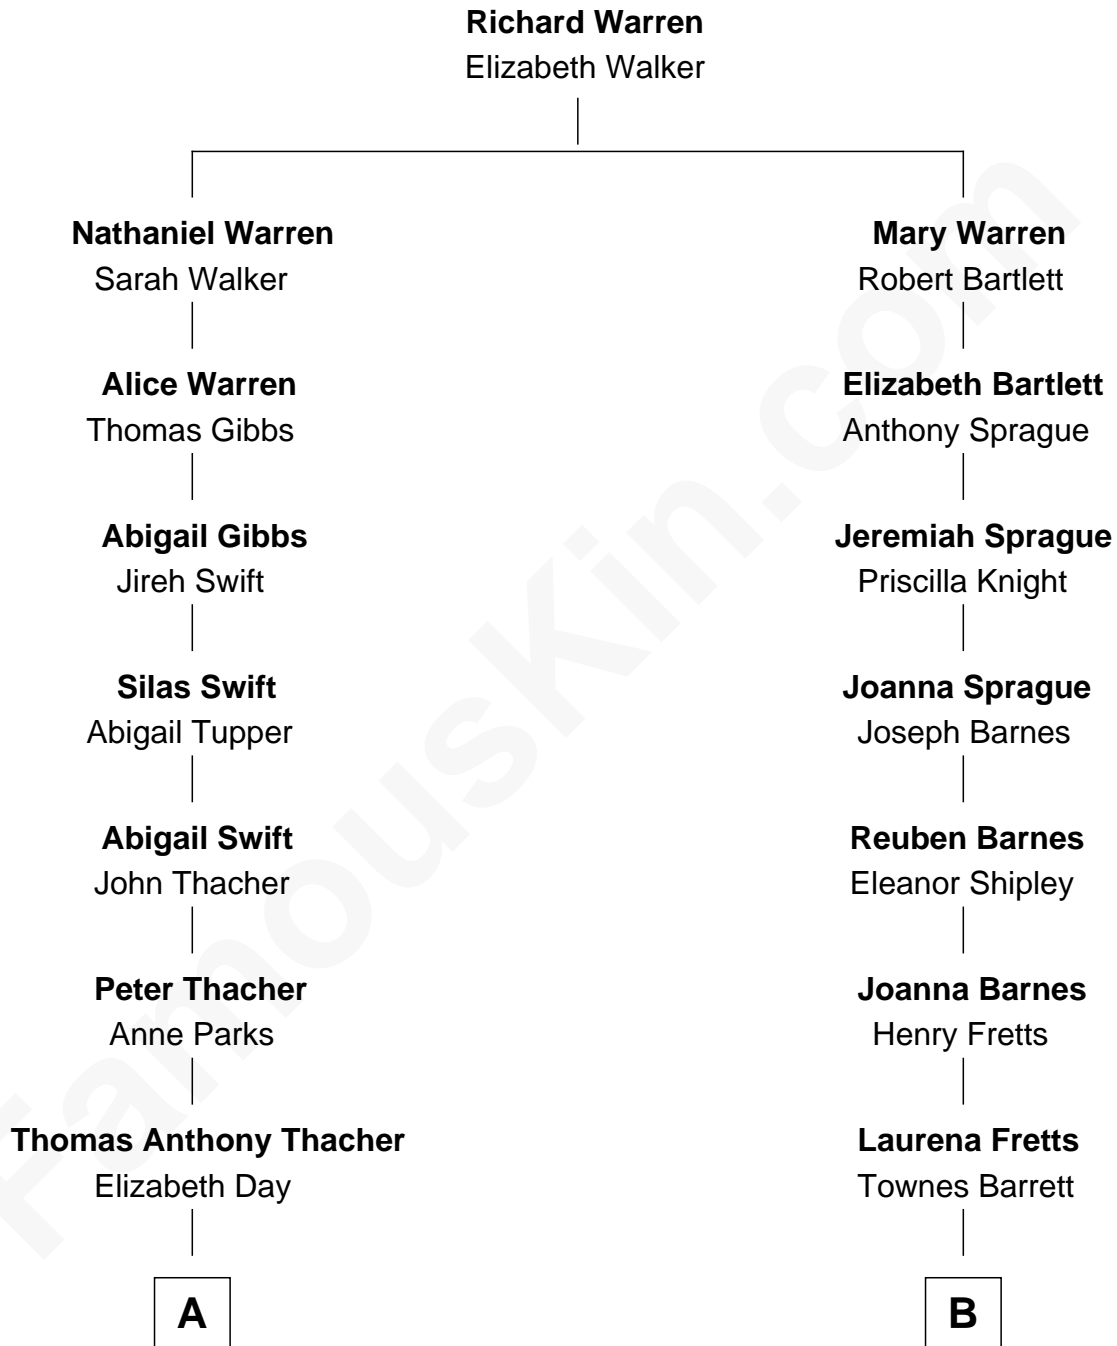 Richard Warren
Elizabeth Walker
Nathaniel Warren
Sarah Walker
Mary Warren
Robert Bartlett
Alice Warren
Thomas Gibbs
Elizabeth Bartlett
Anthony Sprague
Abigail Gibbs
Jireh Swift
Jeremiah Sprague
Priscilla Knight
Silas Swift
Abigail Tupper
Joanna Sprague
Joseph Barnes
Abigail Swift
John Thacher
Reuben Barnes
Eleanor Shipley
Peter Thacher
Anne Parks
Joanna Barnes
Henry Fretts
Thomas Anthony Thacher
Elizabeth Day
Laurena Fretts
Townes Barrett
A
B
FamousKin.com